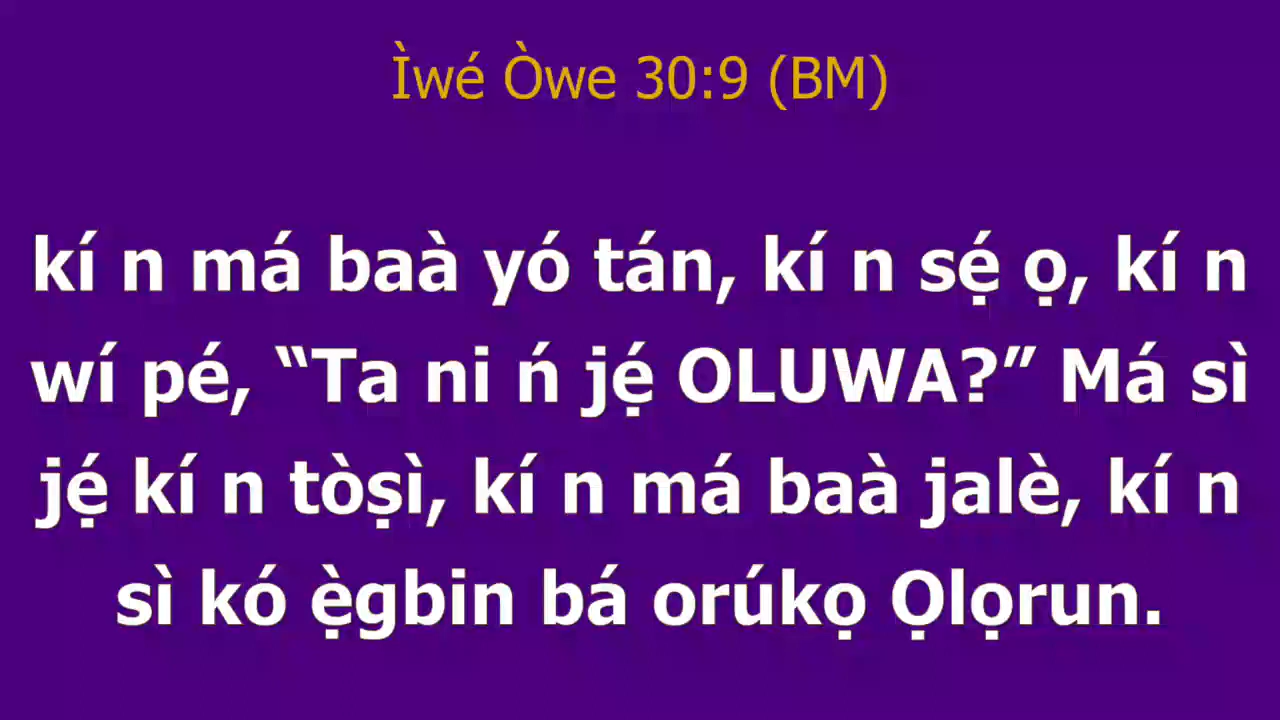 Ìwé Òwe 30:9 (BM)
kí n má baà yó tán, kí n sẹ́ ọ, kí n
wí pé, “Ta ni ń jẹ́ OLUWA?” Má sì
jẹ́ kí n tòṣì, kí n má baà jalè, kí n
sì kó ẹ̀gbin bá orúkọ Ọlọrun.